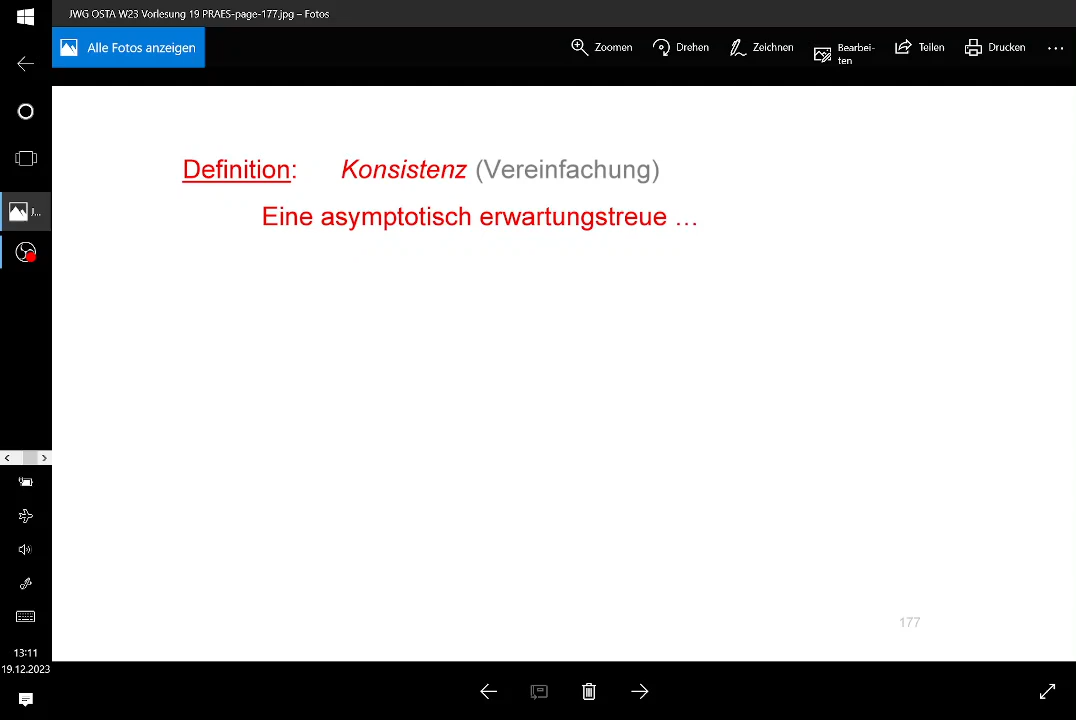 JWG OSTA W23 Vorlesung 19 PRAES-page-177.jpg – Fotos
Alle Fotos anzeigen
Zoomen
Drehen
Zeichnen
Bearbei-
ten
Teilen
Drucken
Definition: Konsistenz (Vereinfachung)
Eine asymptotisch erwartungstreue …
J...
177
13:11
19.12.2023